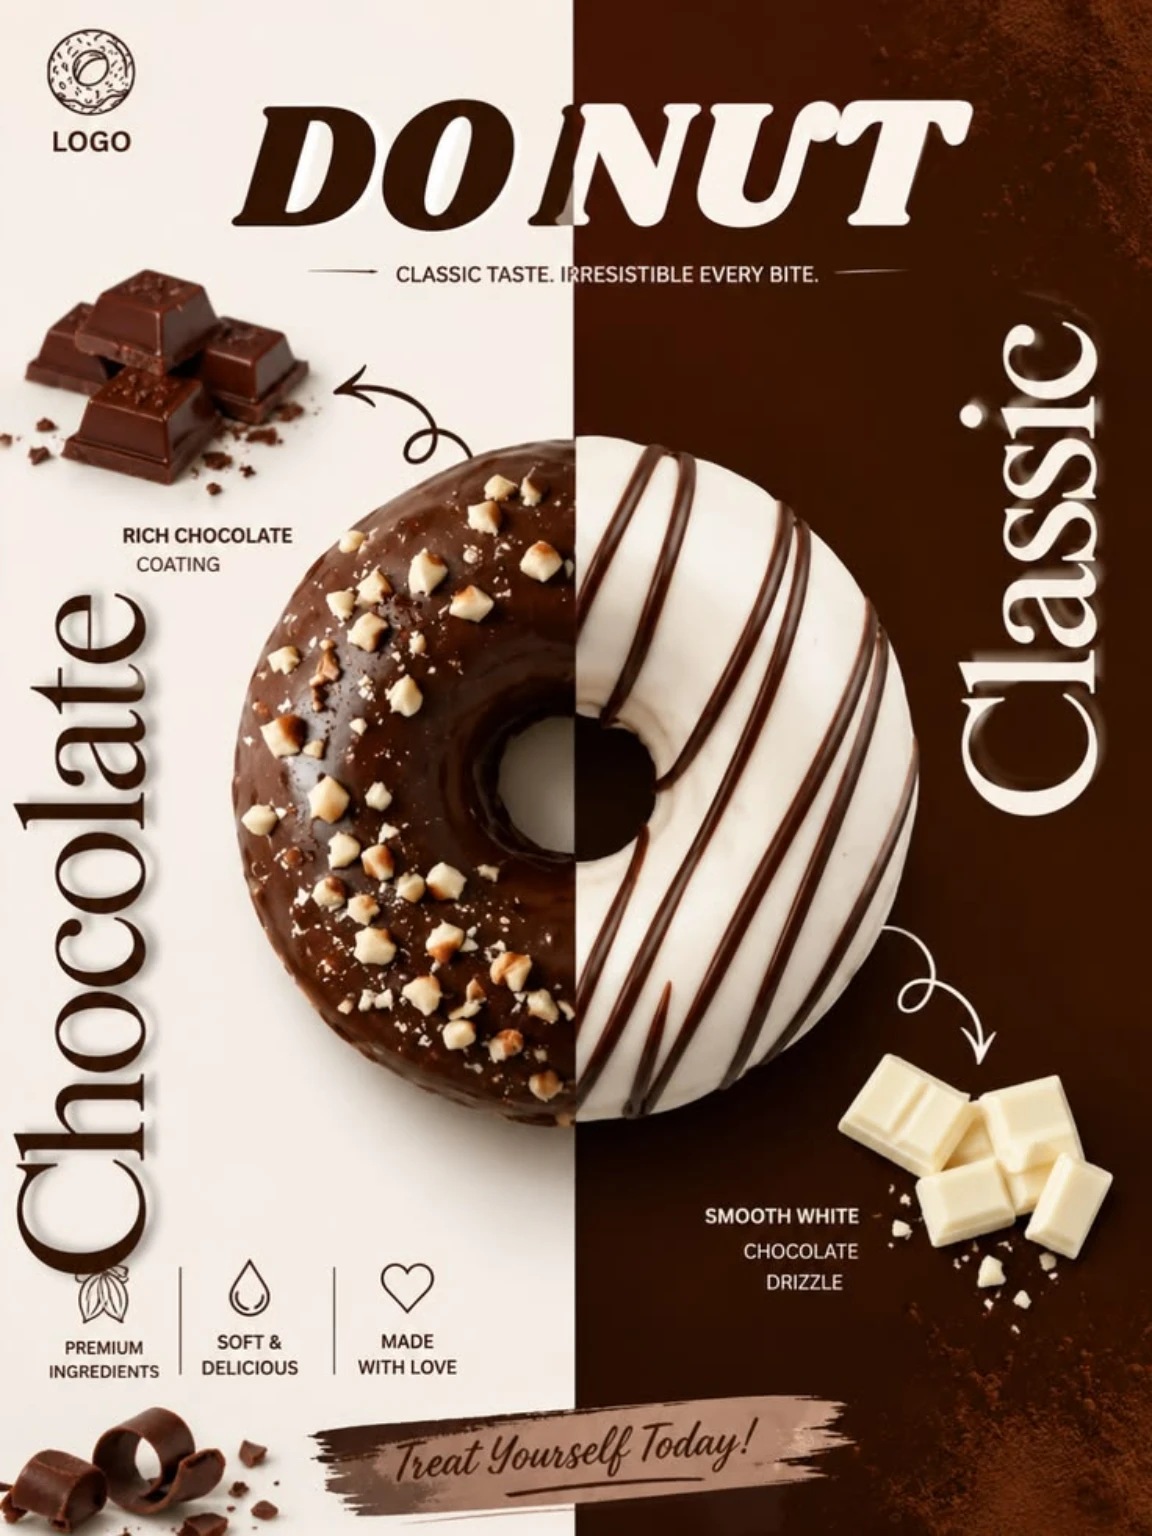 LOGO
DONUT
CLASSIC TASTE. IRRESISTIBLE EVERY BITE.
Classic
RICH CHOCOLATE
COATING
Chocolate
SMOOTH WHITE
CHOCOLATE
DRIZZLE
PREMIUM
INGREDIENTS
SOFT &
DELICIOUS
MADE
WITH LOVE
Treat Yourself Today!